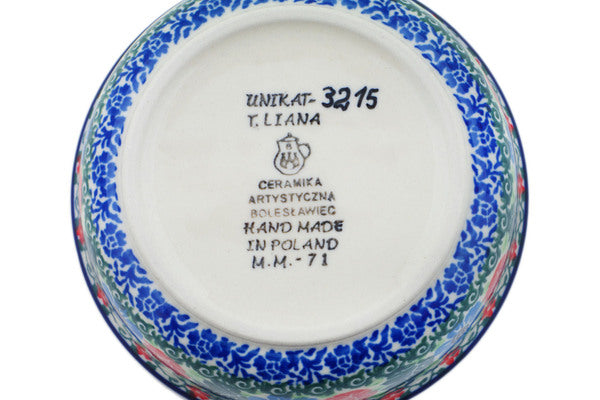 UNIKAT-3215
T. LIANA
B
CERAMIKA
ARTYSTYCZNA
BOLESŁAWIEC
HAND MADE
IN POLAND
M.M.-71